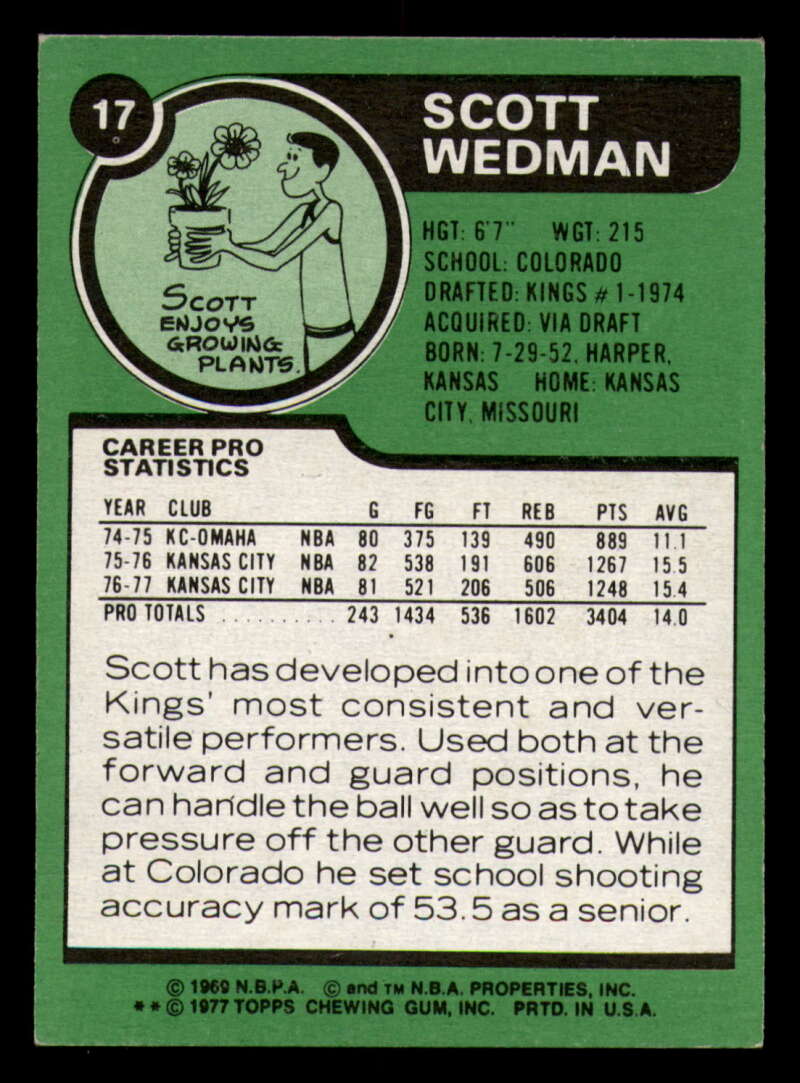 17
SCOTT
WEDMAN
SCOTT
ENJOYS
GROWING
PLANTS.
HGT: 6'7" WGT: 215
SCHOOL: COLORADO
DRAFTED: KINGS # 1-1974
ACQUIRED: VIA DRAFT
BORN: 7-29-52, HARPER,
KANSAS HOME: KANSAS
CITY, MISSOURI
CAREER PRO
STATISTICS
YEAR CLUB G FG FT REB PTS AVG
74-75 KC-OMAHA NBA 80 375 139 490 889 11.1
75-76 KANSAS CITY NBA 82 538 191 606 1267 15.5
76-77 KANSAS CITY NBA 81 521 206 506 1248 15.4
PRO TOTALS .......... 243 1434 536 1602 3404 14.0
Scott has developed into one of the
Kings' most consistent and ver-
satile performers. Used both at the
forward and guard positions, he
can handle the ball well so as to take
pressure off the other guard. While
at Colorado he set school shooting
accuracy mark of 53.5 as a senior.
© 1969 N.B.P.A. © and TM N.B.A. PROPERTIES, INC.
**© 1977 TOPPS CHEWING GUM, INC. PRTD. IN U.S.A.